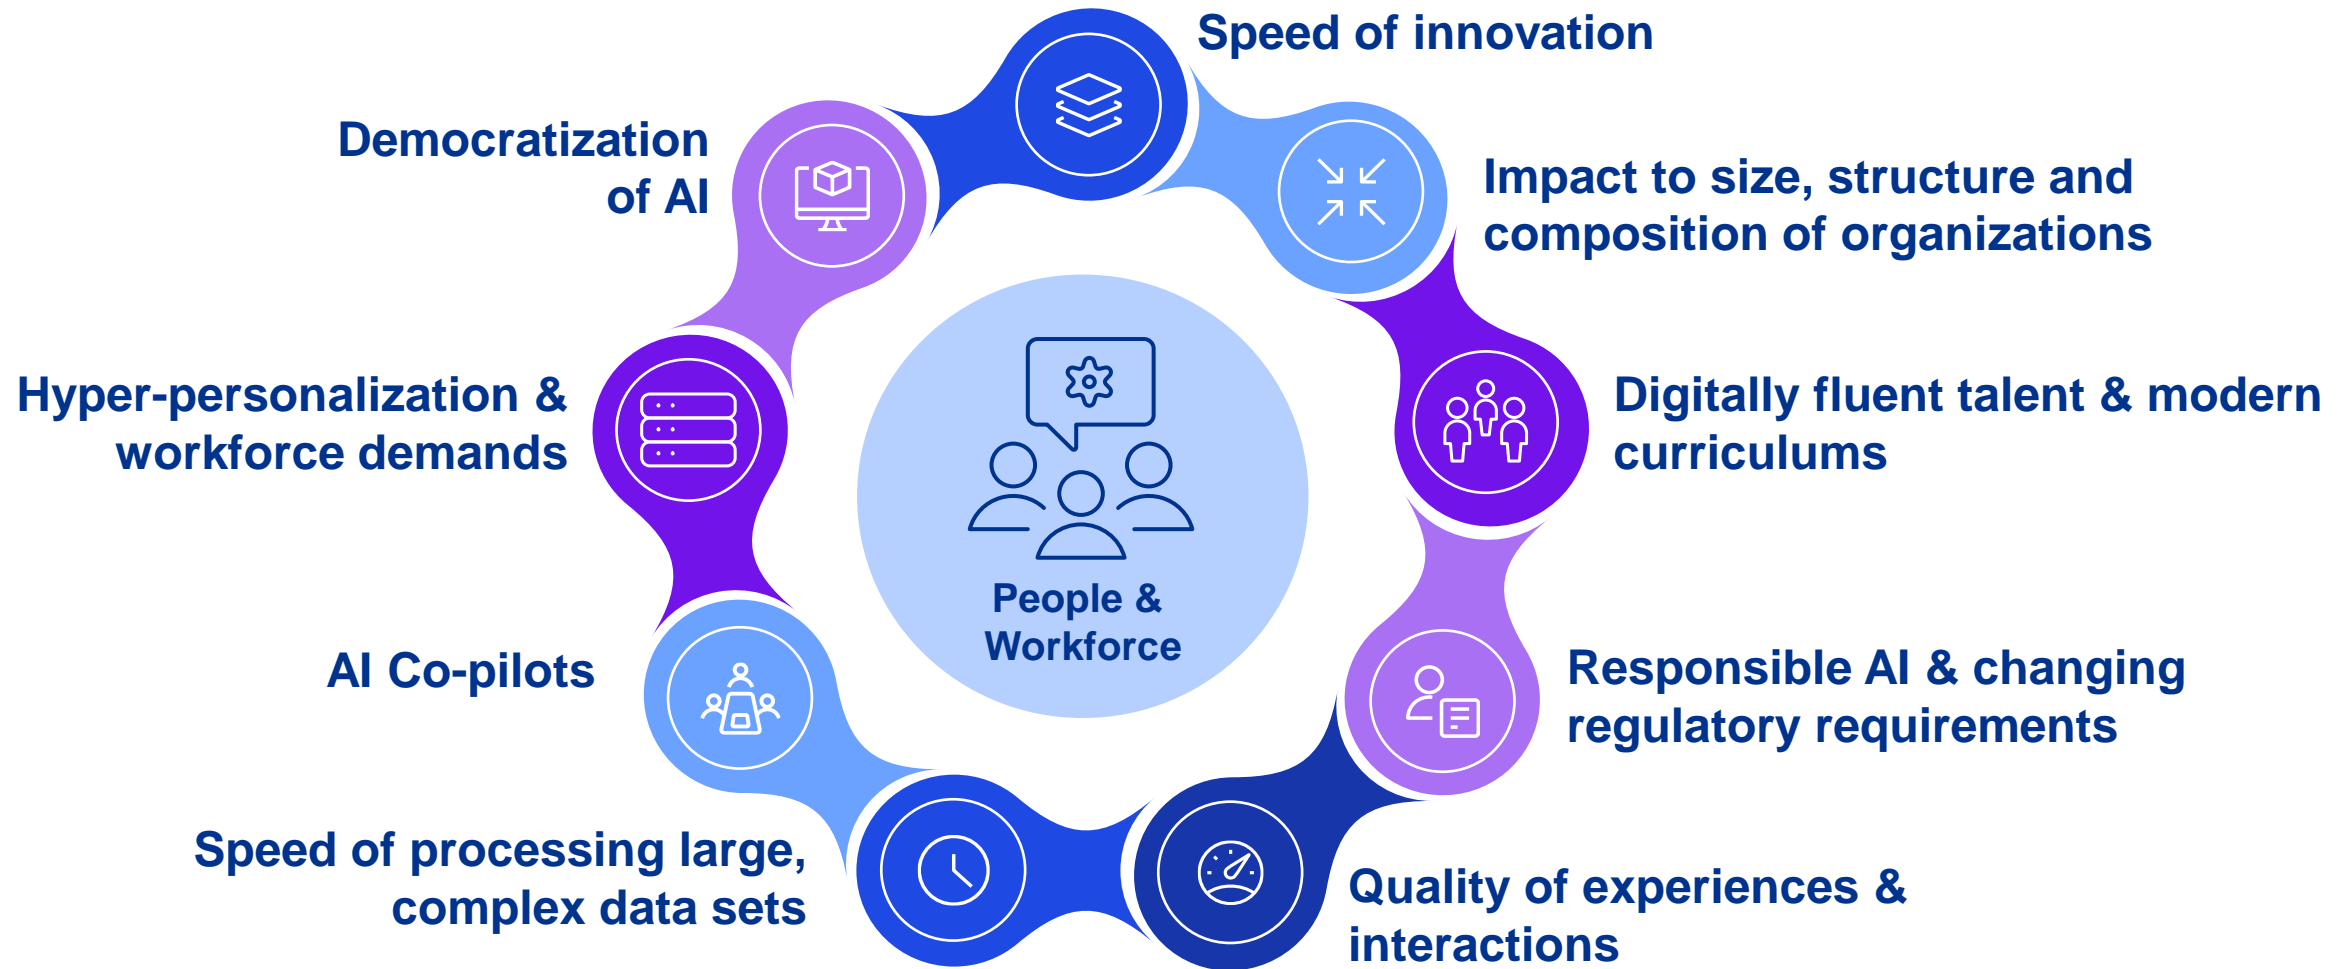 Speed of innovation
Impact to size, structure and
composition of organizations
Digitally fluent talent & modern
curriculums
Responsible AI & changing
regulatory requirements
Quality of experiences &
interactions
Speed of processing large,
complex data sets
AI Co-pilots
Hyper-personalization &
workforce demands
Democratization
of AI
People &
Workforce